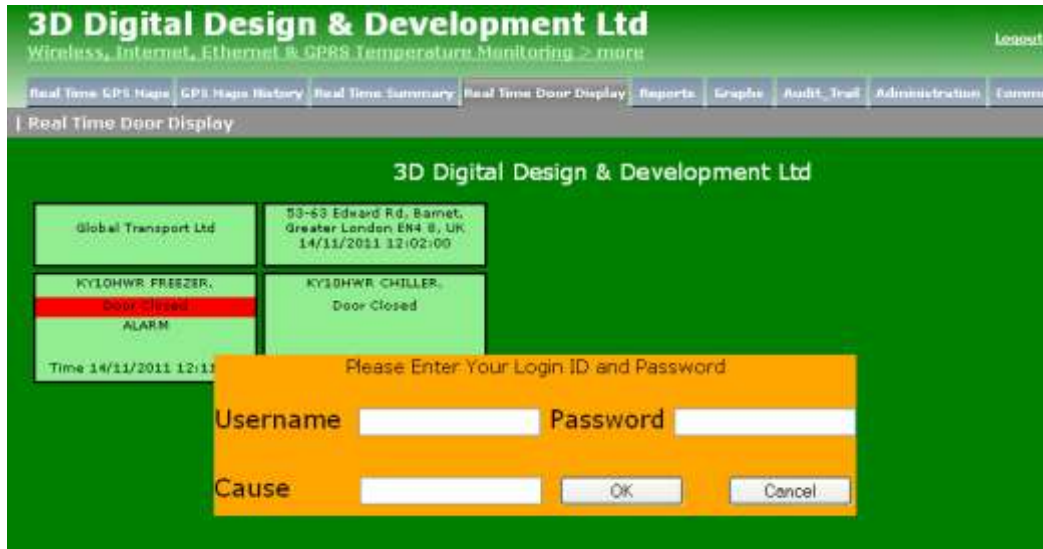 3D Digital Design & Development Ltd
Wireless, Internet, Ethernet & GPRS Temperature Monitoring > more
Logout
Real Time GPS Maps GPS Maps History Real Time Summary Real Time Door Display Reports Graphs Audit_Trail Administration
| Real Time Door Display
3D Digital Design & Development Ltd
Global Transport Ltd
53-63 Edward Rd, Barnet,
Greater London EN4 8, UK
14/11/2011 12:02:00
KY10HWR FREEZER.
Door Closed
ALARM
Time 14/11/2011
KY10HWR CHILLER.
Door Closed
Please Enter Your Login ID and Password
Username
Password
Cause
OK
Cancel